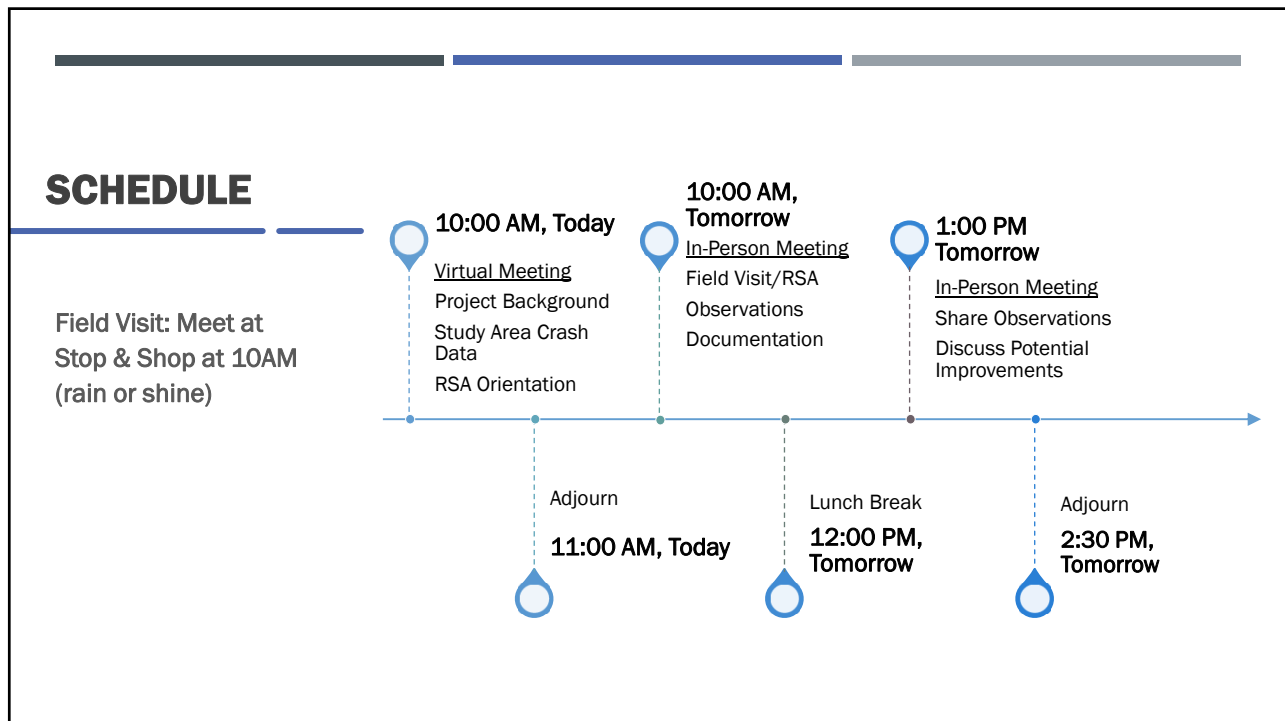 SCHEDULE
Field Visit: Meet at
Stop & Shop at 10AM
(rain or shine)
10:00 AM, Today
Virtual Meeting
Project Background
Study Area Crash
Data
RSA Orientation
Adjourn
11:00 AM, Today
10:00 AM,
Tomorrow
In-Person Meeting
Field Visit/RSA
Observations
Documentation
Lunch Break
12:00 PM,
Tomorrow
1:00 PM
Tomorrow
In-Person Meeting
Share Observations
Discuss Potential
Improvements
Adjourn
2:30 PM,
Tomorrow